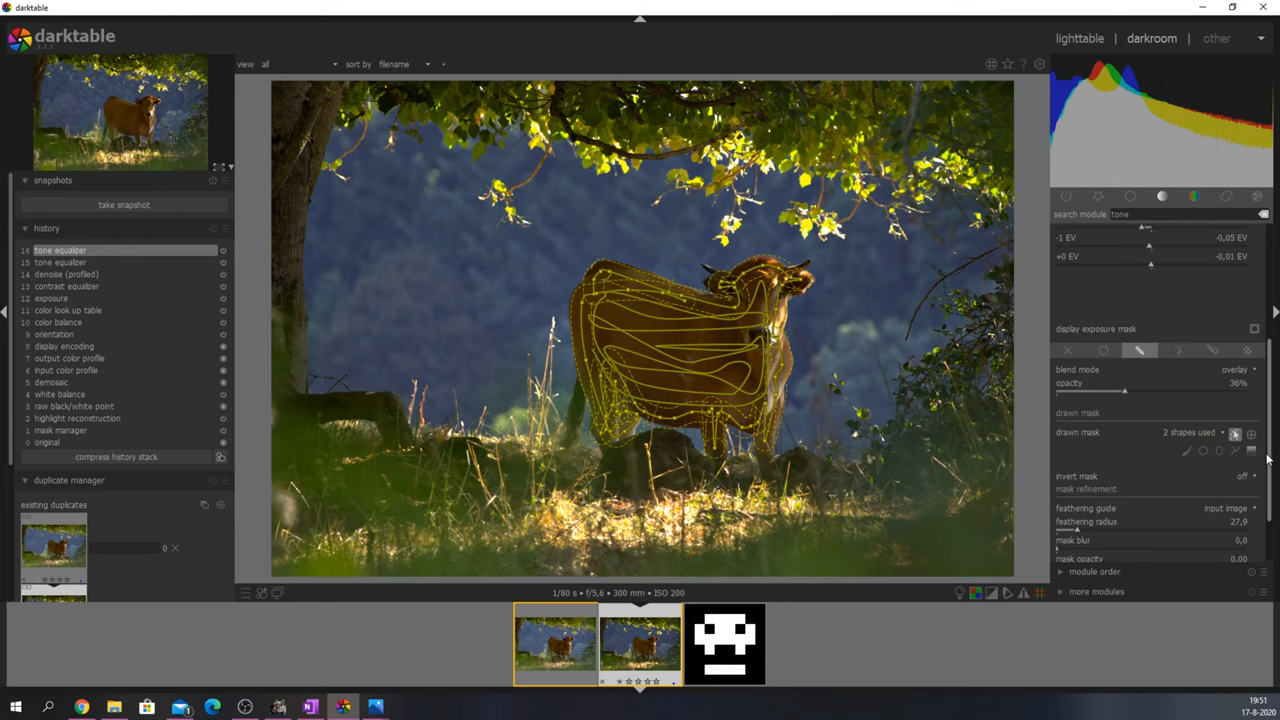 darktable
darktable
3.2.1
lighttable | darkroom | other
view all sort by filename
snapshots
take snapshot
history
16 tone equalizer
15 tone equalizer
14 denoise (profiled)
13 contrast equalizer
12 exposure
11 color look up table
10 color balance
9 orientation
8 display encoding
7 output color profile
6 input color profile
5 demosaic
4 white balance
3 raw black/white point
2 highlight reconstruction
1 mask manager
0 original
compress history stack
duplicate manager
existing duplicates
CR2
0
CR2
1/80 s • f/5,6 • 300 mm • ISO 200
search module tone
-1 EV -0,05 EV
+0 EV -0,01 EV
display exposure mask
blend mode overlay
opacity 36%
drawn mask
drawn mask 2 shapes used
invert mask off
mask refinement
feathering guide input image
feathering radius 27,9
mask blur 0,0
mask opacity 0,00
module order
more modules
19:51
17-8-2020